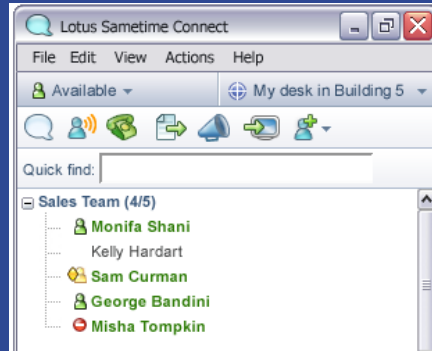 Lotus Sametime Connect
File Edit View Actions Help
Available My desk in Building 5
Quick find:
Sales Team (4/5)
Monifa Shani
Kelly Hardart
Sam Curman
George Bandini
Misha Tompkin